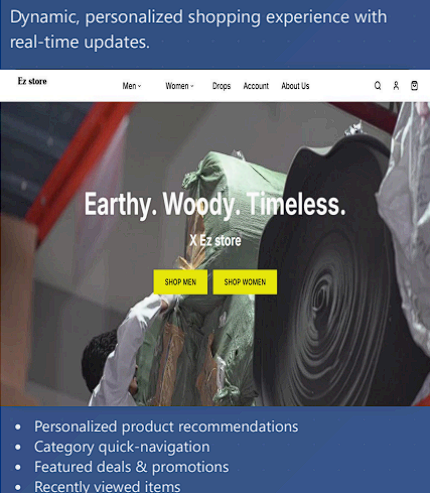 Dynamic, personalized shopping experience with
real-time updates.
Ez store
Men
Women
Drops
Account
About Us
Earthy. Woody. Timeless.
X Ez store
SHOP MEN
SHOP WOMEN
• Personalized product recommendations
• Category quick-navigation
• Featured deals & promotions
• Recently viewed items